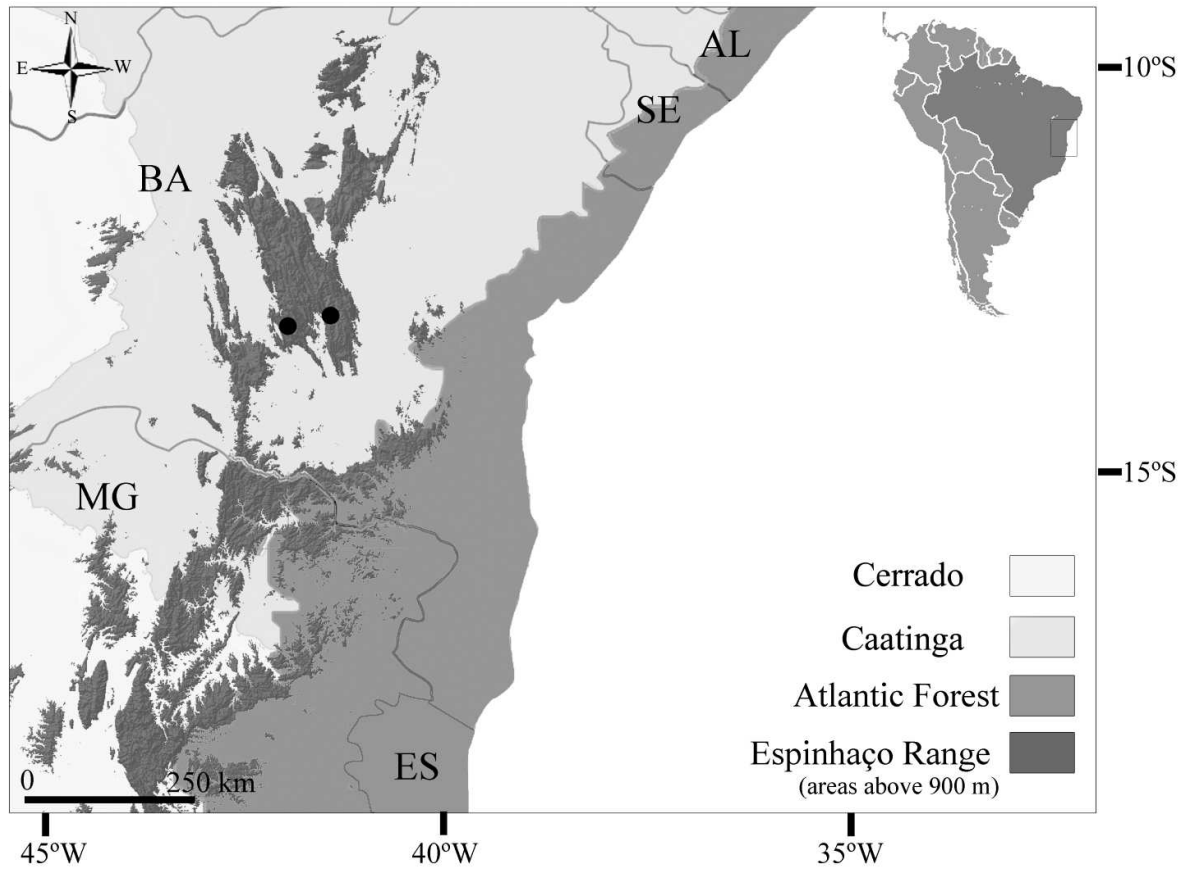 N
E W
S
AL
SE
BA
MG
ES
10ºS
15ºS
Cerrado
Caatinga
Atlantic Forest
Espinhaço Range
(areas above 900 m)
0 250 km
45ºW 40ºW 35ºW